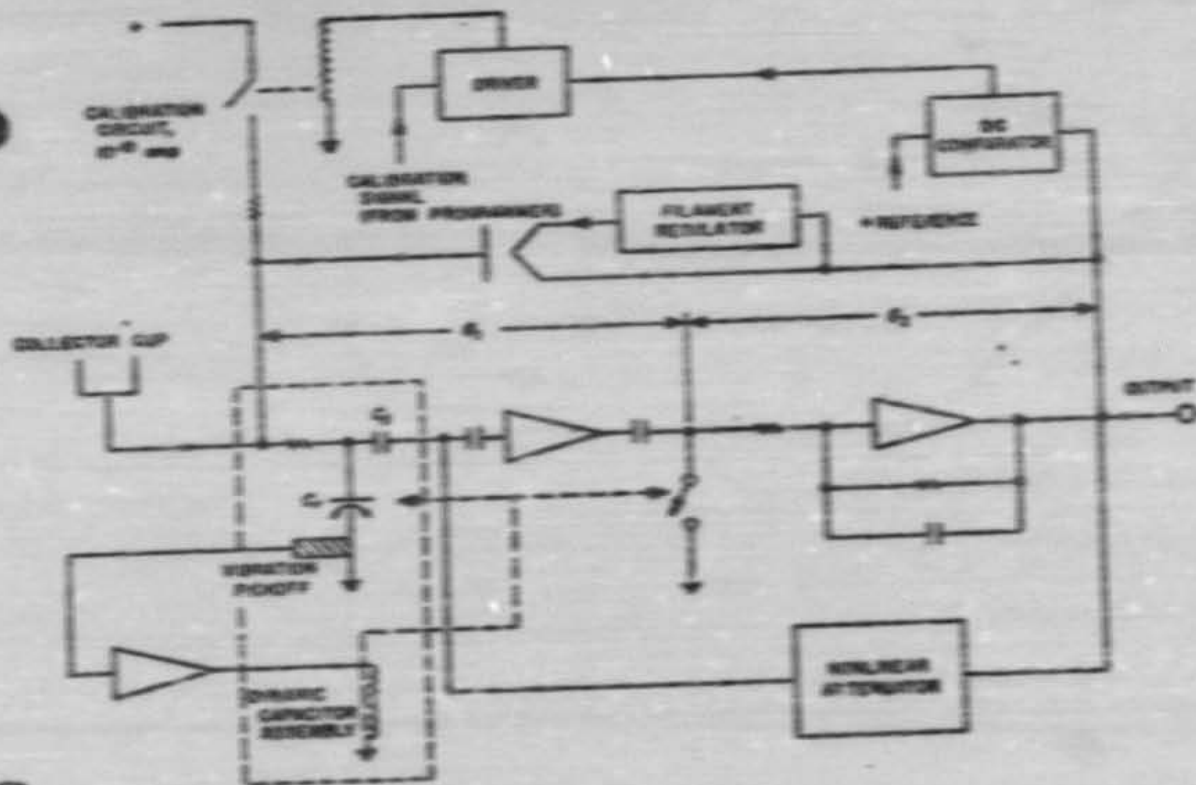 DRIVER
DC
COMPARATOR
CALIBRATION
CIRCUIT,
AMP
CALIBRATION
SIGNAL
(FROM PROGRAMMER)
FILAMENT
REGULATOR
+ REFERENCE
COLLECTOR CUP
OUTPUT
VIBRATION
PICKOFF
DYNAMIC
CAPACITOR
ASSEMBLY
NONLINEAR
ATTENUATOR